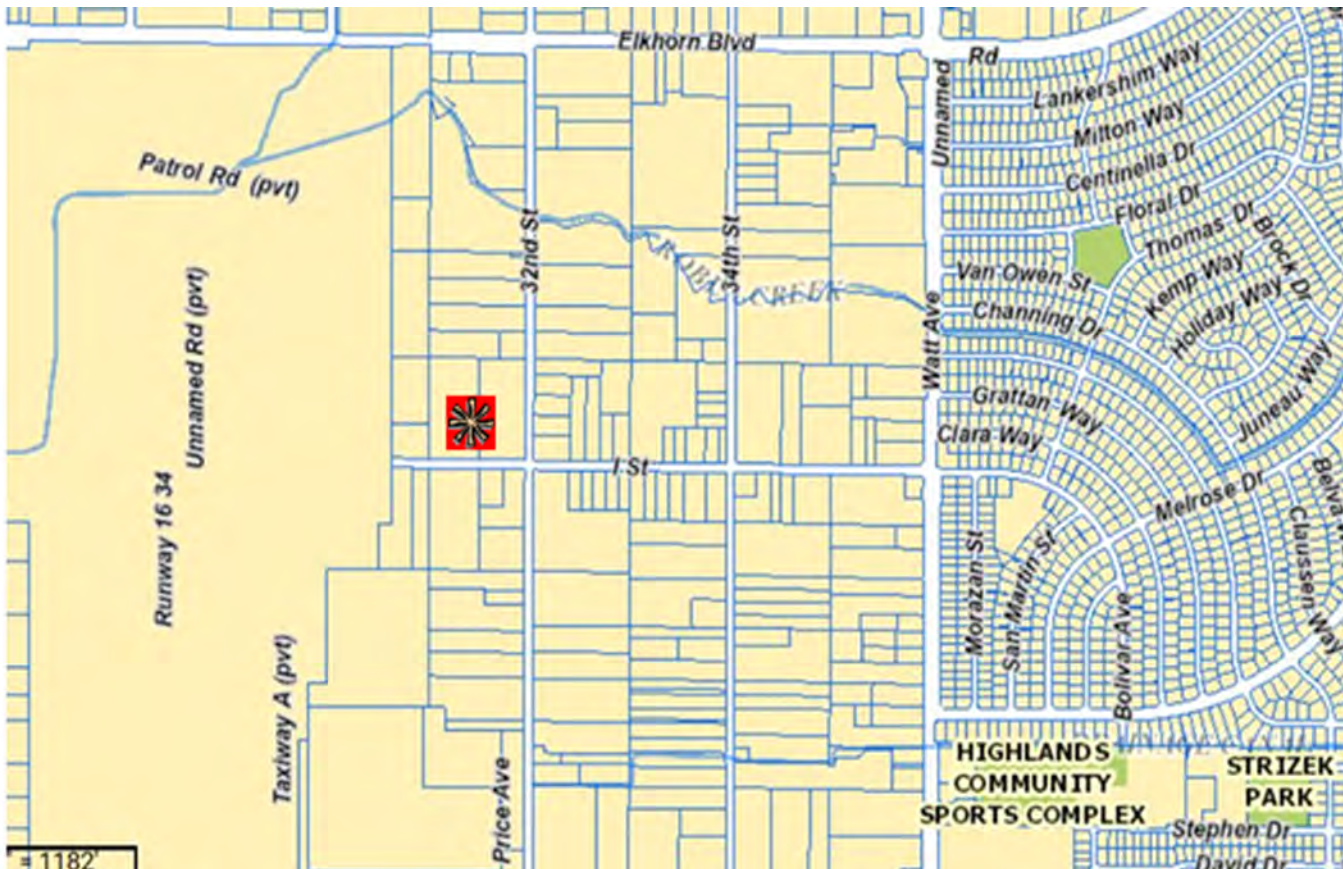 Elkhorn Blvd
Rd
Unnamed
Lankershim Way
Milton Way
Centinella Dr
Floral Dr
Thomas Dr
Brock Dr
Kemp Way
Holiday Way
Juneau Way
Van Owen St
Channing Dr
Patrol Rd (pvt)
32nd St
34th St
CREEK
Watt Ave
Unnamed Rd (pvt)
Grattan Way
Clara Way
I St
Melrose Dr
Claussen Way
Runway 16 34
Morazan St
San Martin St
Bolivar Ave
Taxiway A (pvt)
Price Ave
HIGHLANDS
COMMUNITY
SPORTS COMPLEX
STRIZEK
PARK
Stephen Dr
David Dr
= 1182'